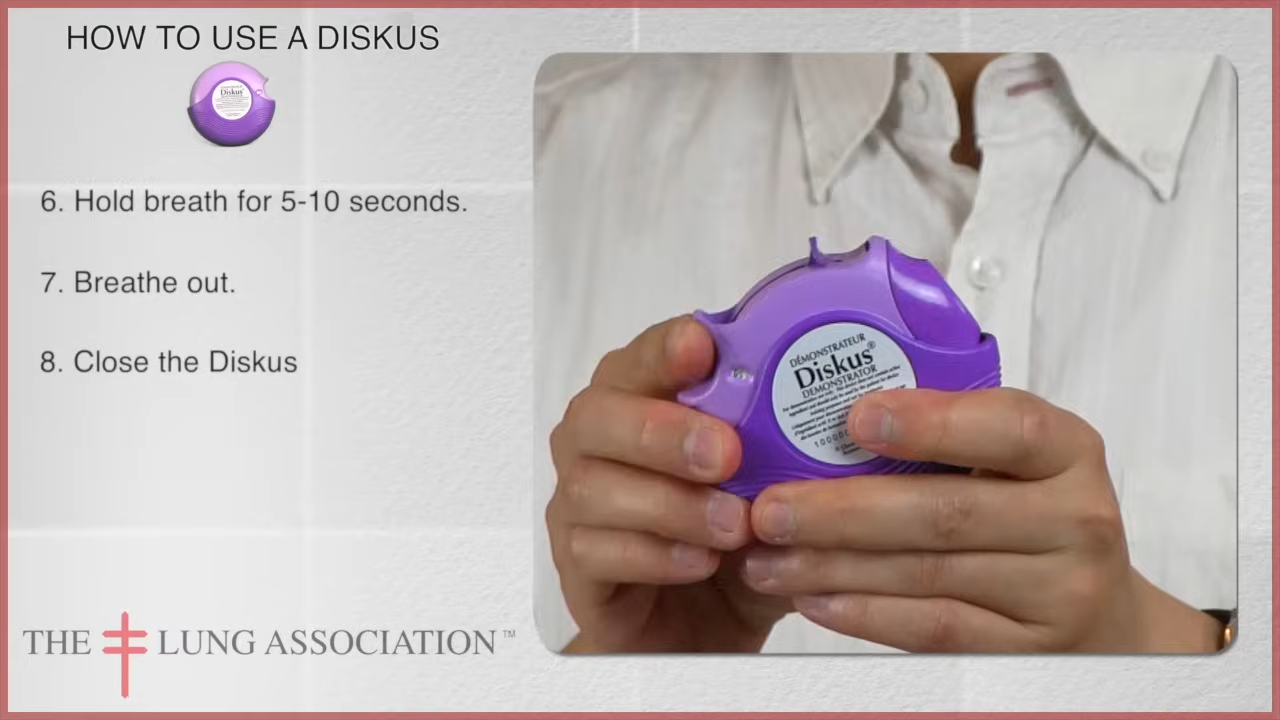 HOW TO USE A DISKUS
Diskus
6. Hold breath for 5-10 seconds.
7. Breathe out.
8. Close the Diskus
DÉMONSTRATEUR
Diskus®
DEMONSTRATOR
THE LUNG ASSOCIATION™